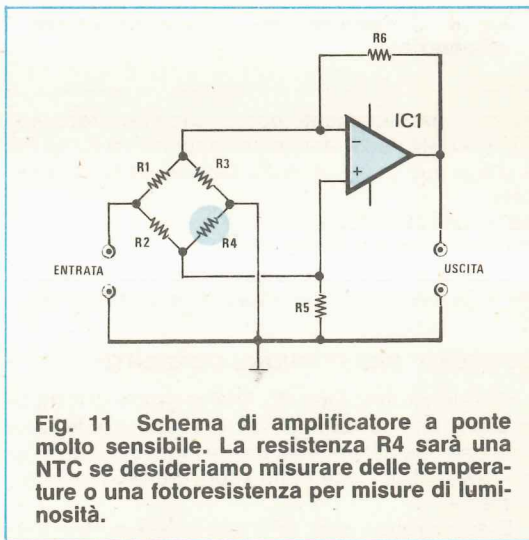 R6
IC1
R1
R3
R2
R4
ENTRATA
R5
USCITA
-
+
Fig. 11 Schema di amplificatore a ponte
molto sensibile. La resistenza R4 sarà una
NTC se desideriamo misurare delle tempera-
ture o una fotoresistenza per misure di lumi-
nosità.